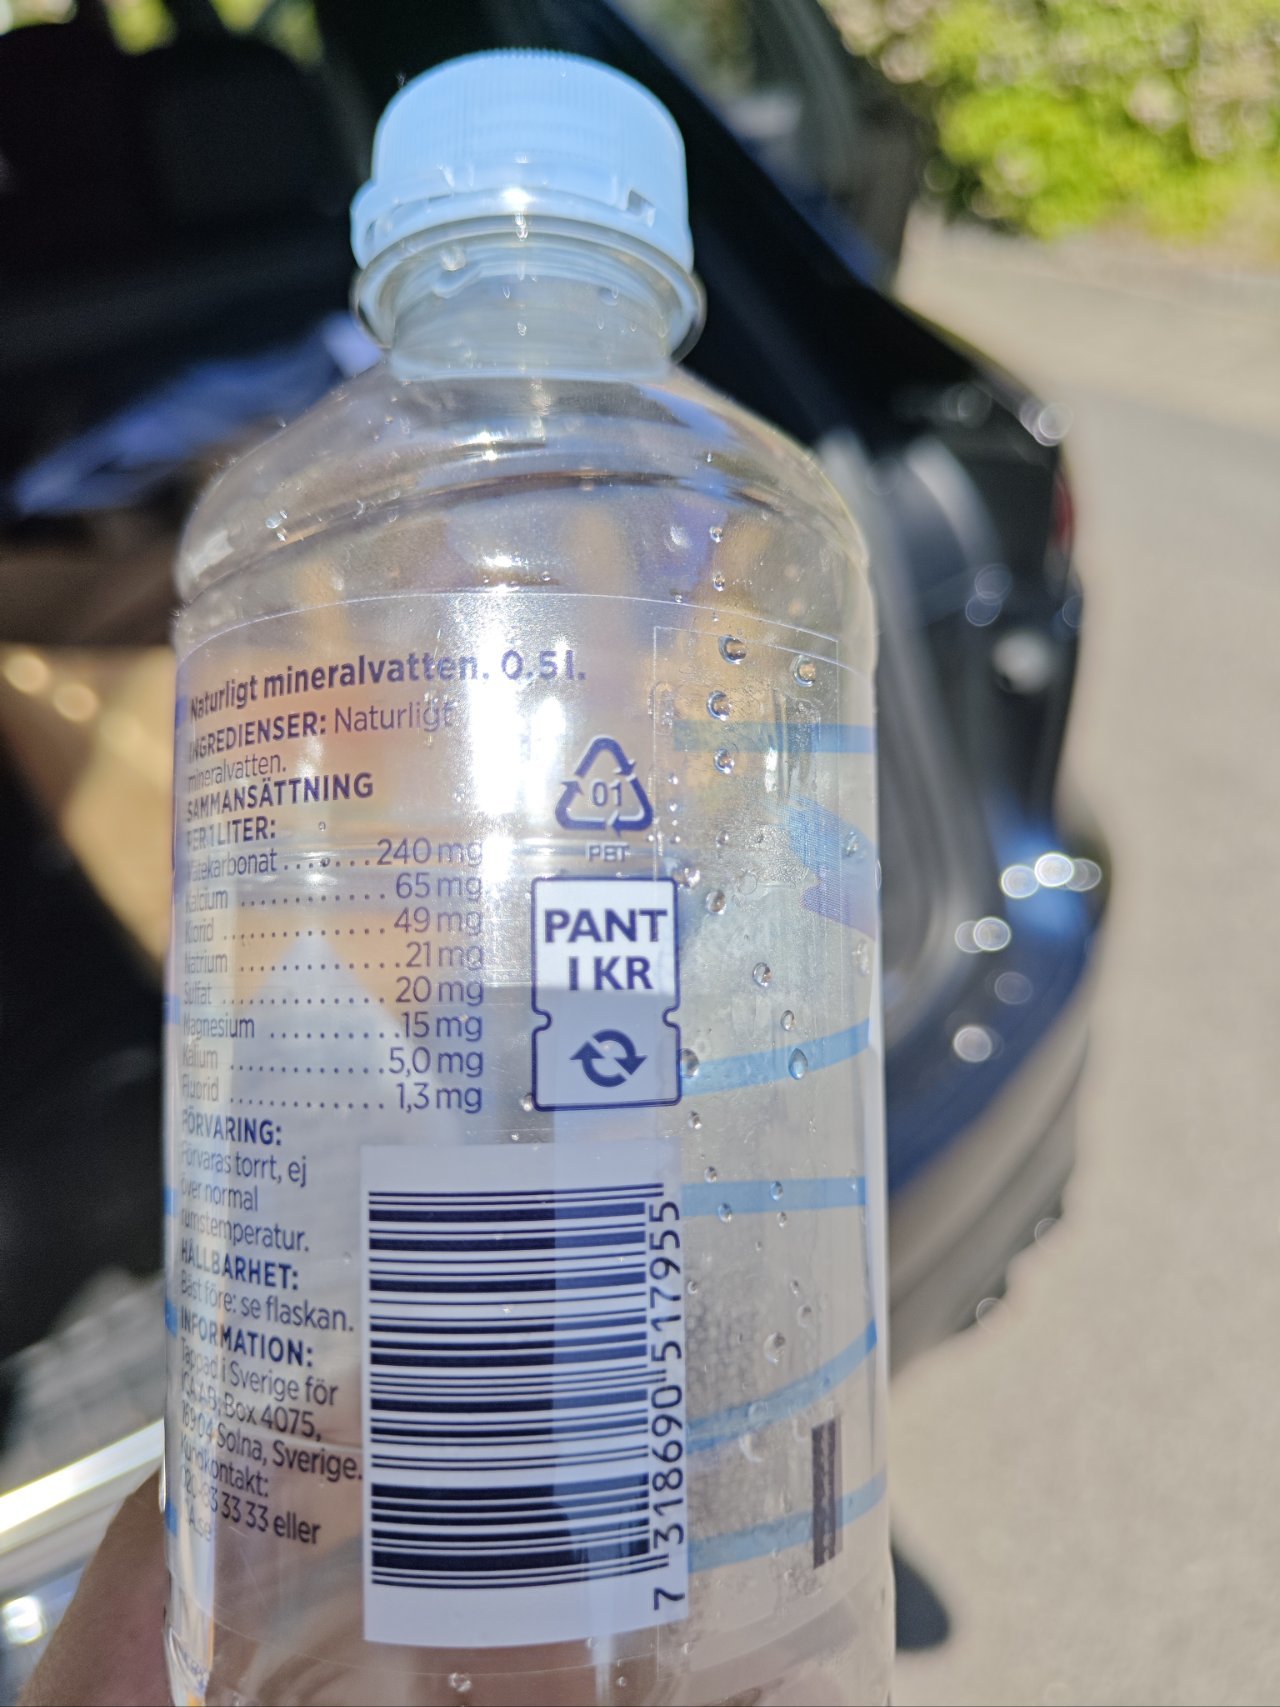 Naturligt mineralvatten. 0.5l.
INGREDIENSER: Naturligt
mineralvatten.
SAMMANSÄTTNING
PER 1 LITER:
Vätekarbonat .......240 mg
Kalcium ............. 65 mg
Klorid ............... 49 mg
Natrium ..............21 mg
Sulfat ............... 20 mg
Magnesium ............15 mg
Kalium ..............5,0 mg
Fluorid .............. 1,3 mg
FÖRVARING:
Förvaras torrt, ej
över normal
rumstemperatur.
HÅLLBARHET:
Bäst före: se flaskan.
INFORMATION:
Tappad i Sverige för
ICA AB, Box 4075,
169 04 Solna, Sverige.
Kundkontakt:
33 33 eller
01
PET
PANT
1 KR
7 318690 517955